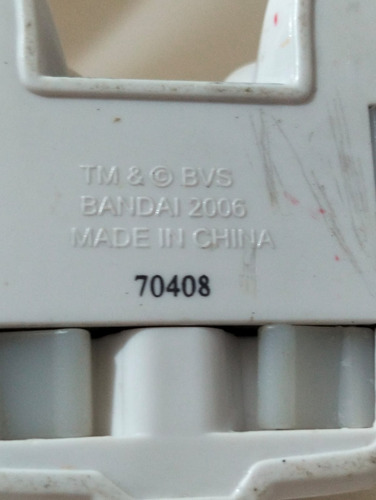 TM & © BVS
BANDAI 2006
MADE IN CHINA
70408